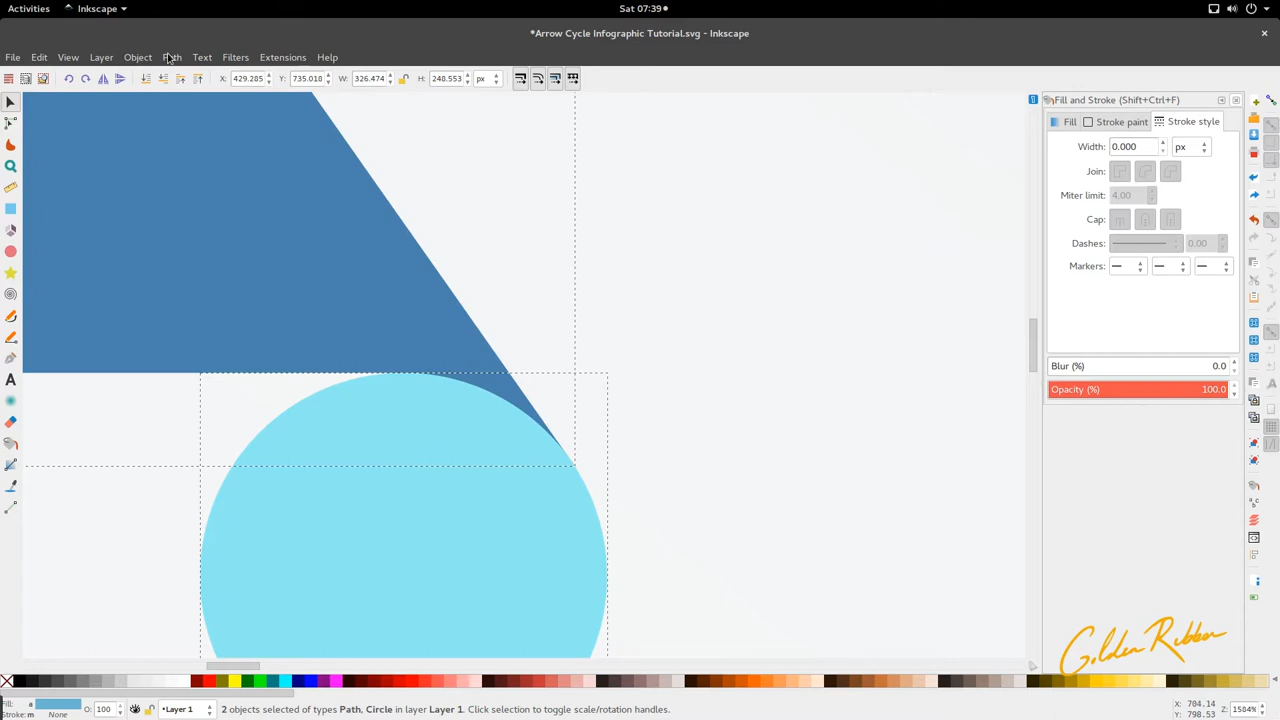 Activities
Inkscape
Sat 07:39
*Arrow Cycle Infographic Tutorial.svg - Inkscape
File Edit View Layer Object Path Text Filters Extensions Help
X: 429.285 Y: 735.018 W: 326.474 H: 248.553 px
Fill and Stroke (Shift+Ctrl+F)
Fill Stroke paint Stroke style
Width: 0.000 px
Join:
Miter limit: 4.00
Cap:
Dashes: 0.00
Markers:
Blur (%) 0.0
Opacity (%) 100.0
Golden Ribbon
Fill: a O: 100 Layer 1 2 objects selected of types Path, Circle in layer Layer 1. Click selection to toggle scale/rotation handles. X: 704.14 Z: 1584%
Stroke: m None Y: 798.53